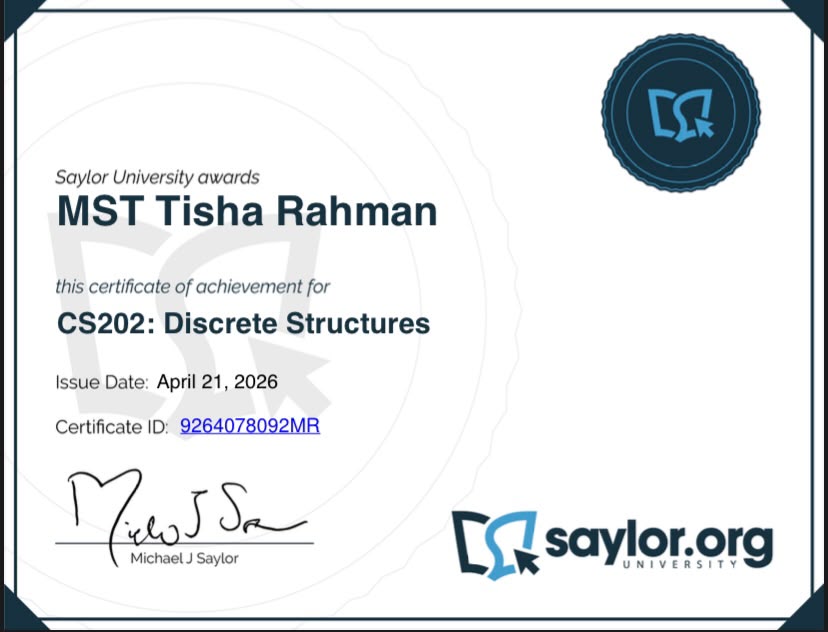 Saylor University awards
MST Tisha Rahman
this certificate of achievement for
CS202: Discrete Structures
Issue Date: April 21, 2026
Certificate ID: 9264078092MR
Michael J Saylor
saylor.org
UNIVERSITY